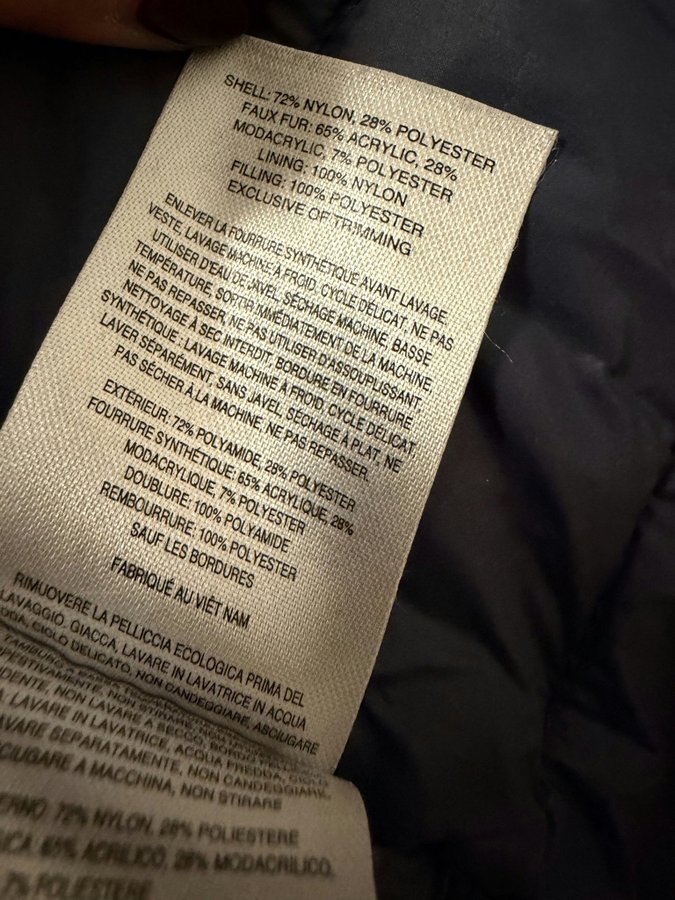 SHELL: 72% NYLON, 28% POLYESTER
FAUX FUR: 65% ACRYLIC, 28%
MODACRYLIC, 7% POLYESTER
LINING: 100% NYLON
FILLING: 100% POLYESTER
EXCLUSIVE OF TRIMMING
ENLEVER LA FOURRURE SYNTHÉTIQUE AVANT LAVAGE.
VESTE, LAVAGE MACHINE À FROID, CYCLE DÉLICAT, NE PAS
UTILISER D'EAU DE JAVEL, SÉCHAGE MACHINE, BASSE
TEMPÉRATURE, SORTIR IMMÉDIATEMENT DE LA MACHINE
NE PAS REPASSER, NE PAS UTILISER D'ASSOUPLISSANT,
NETTOYAGE À SEC INTERDIT, BORDURE EN FOURRURE
SYNTHÉTIQUE : LAVAGE MACHINE À FROID, CYCLE DÉLICAT
LAVER SÉPARÉMENT, SANS JAVEL, SÉCHAGE À PLAT, NE
PAS SÉCHER À LA MACHINE, NE PAS REPASSER.
EXTÉRIEUR: 72% POLYAMIDE, 28% POLYESTER
FOURRURE SYNTHÉTIQUE: 65% ACRYLIQUE, 28%
MODACRYLIQUE, 7% POLYESTER
DOUBLURE: 100% POLYAMIDE
REMBOURRURE: 100% POLYESTER
SAUF LES BORDURES
FABRIQUÉ AU VIÊT NAM
RIMUOVERE LA PELLICCIA ECOLOGICA PRIMA DEL
LAVAGGIO. GIACCA, LAVARE IN LAVATRICE IN ACQUA
CICLO DELICATO, NON CANDEGGIARE, ASCIUGARE
TAMBURO
NON STIRARE, NON
NON LAVARE A SECCO, BORDO
LAVARE IN LAVATRICE, ACQUA FREDDA, CICLO
SEPARATAMENTE, NON CANDEGGIARE,
A MACCHINA, NON STIRARE
72% NYLON, 28% POLIESTERE
65% ACRILICO, 28% MODACRILICO,
7% POLIESTERE